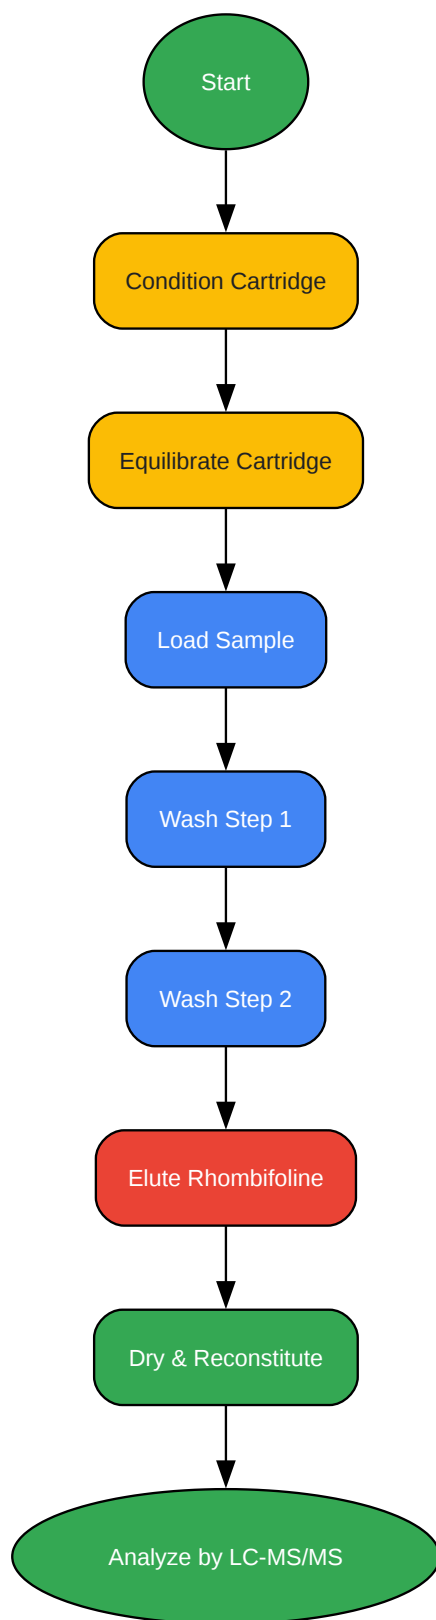 Start
Condition Cartridge
Equilibrate Cartridge
Load Sample
Wash Step 1
Wash Step 2
Elute Rhombifoline
Dry & Reconstitute
Analyze by LC-MS/MS